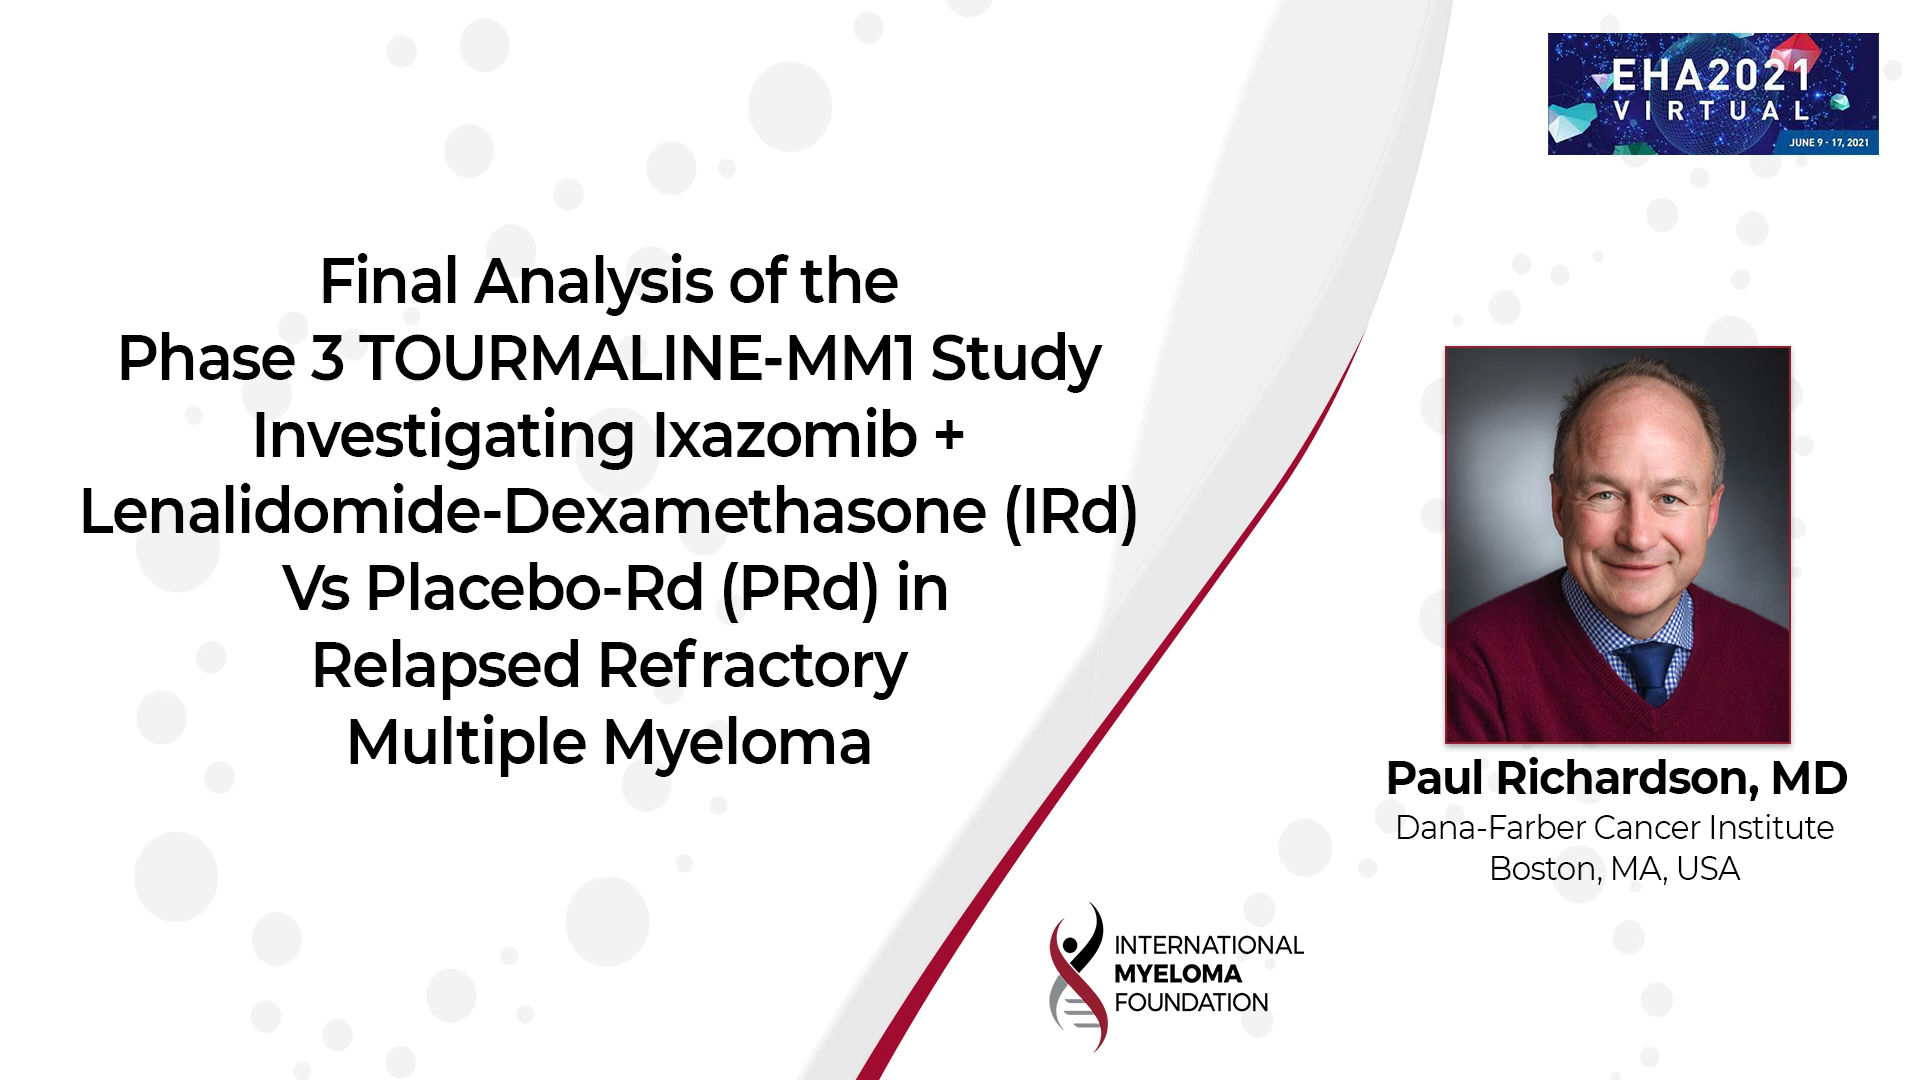 EHA2021
VIRTUAL
JUNE 9 - 17, 2021
Final Analysis of the
Phase 3 TOURMALINE-MM1 Study
Investigating Ixazomib +
Lenalidomide-Dexamethasone (IRd)
Vs Placebo-Rd (PRd) in
Relapsed Refractory
Multiple Myeloma
Paul Richardson, MD
Dana-Farber Cancer Institute
Boston, MA, USA
INTERNATIONAL
MYELOMA
FOUNDATION